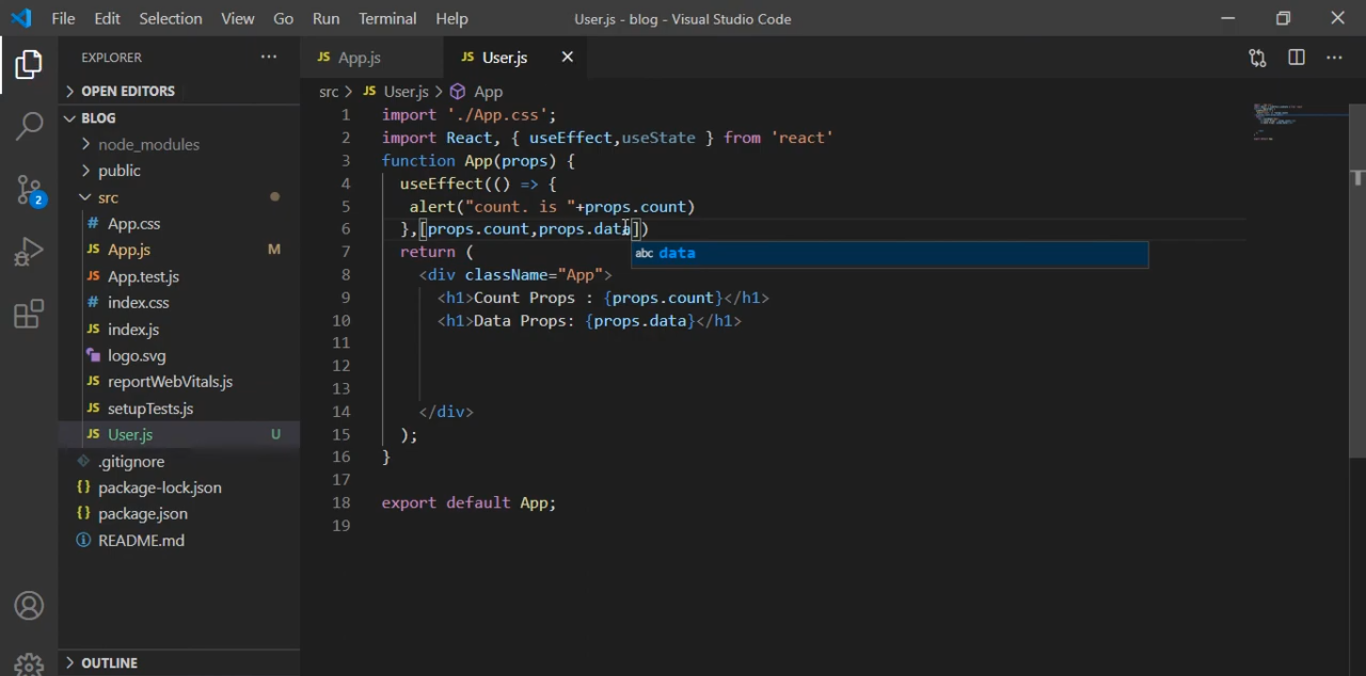 File Edit Selection View Go Run Terminal Help User.js - blog - Visual Studio Code
EXPLORER
OPEN EDITORS
BLOG
node_modules
public
src
# App.css
JS App.js M
JS App.test.js
# index.css
JS index.js
logo.svg
JS reportWebVitals.js
JS setupTests.js
JS User.js U
.gitignore
{} package-lock.json
{} package.json
README.md
OUTLINE
2
JS App.js JS User.js
src > JS User.js > App
1 import './App.css';
2 import React, { useEffect,useState } from 'react'
3 function App(props) {
4 useEffect(() => {
5 alert("count. is "+props.count)
6 },[props.count,props.data])
abc data
7 return (
8 <div className="App">
9 <h1>Count Props : {props.count}</h1>
10 <h1>Data Props: {props.data}</h1>
11
12
13
14 </div>
15 );
16 }
17
18 export default App;
19